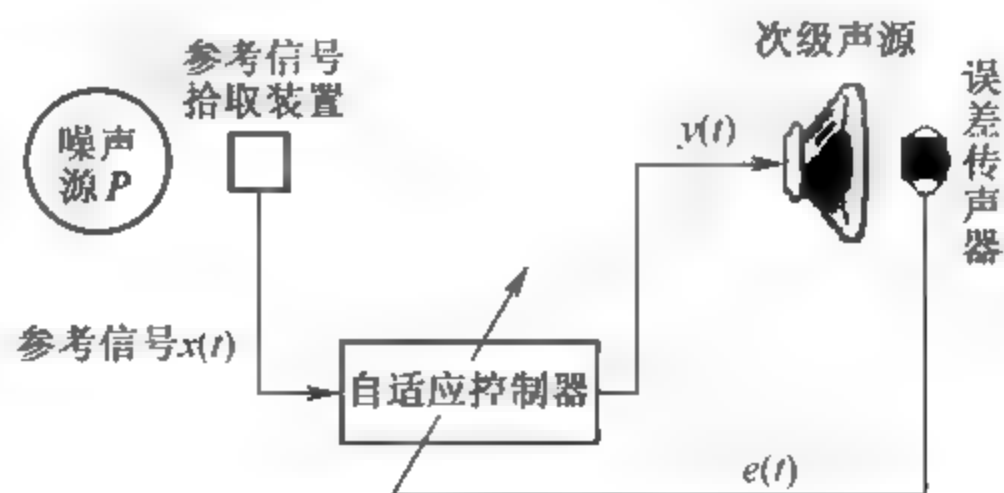 参考信号
拾取装置
噪声
源P
次级声源
误差传声器
y(t)
参考信号x(t)
自适应控制器
e(t)